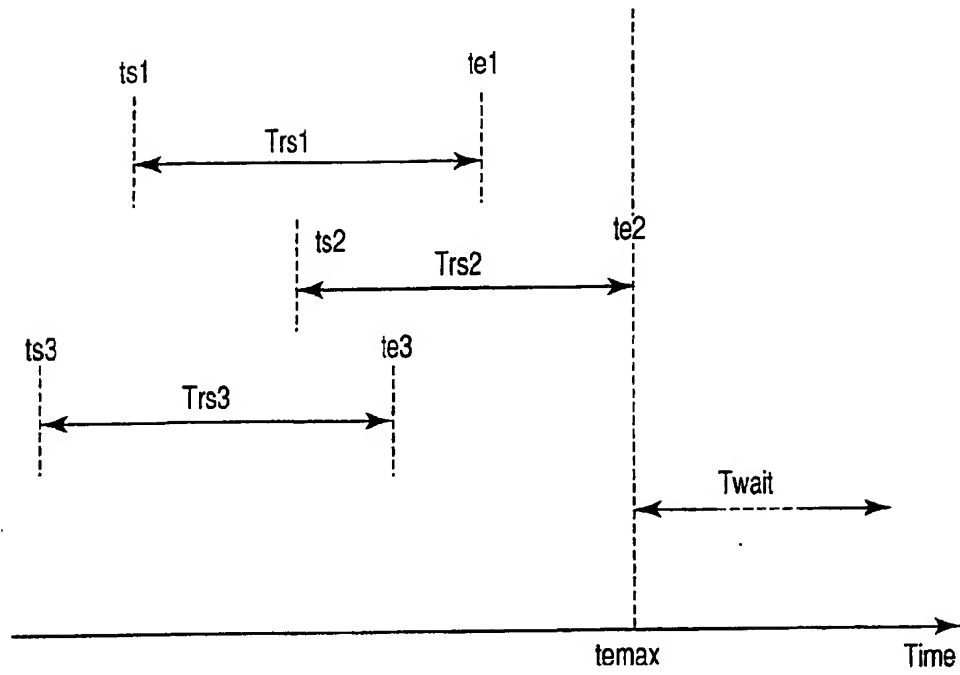 ts1
te1
Trs1
ts2
te2
Trs2
ts3
te3
Trs3
Twait
temax
Time